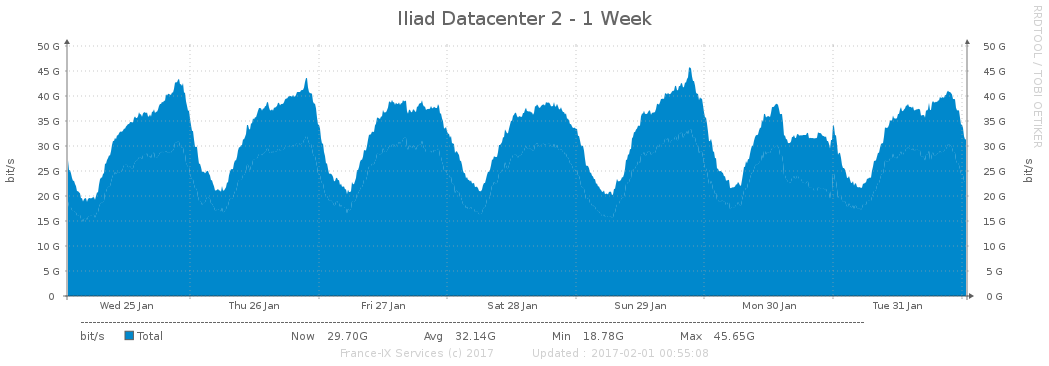 Iliad Datacenter 2 - 1 Week
RRDTOOL / TOBI OETIKER
50 G 50 G
45 G 45 G
40 G 40 G
35 G 35 G
30 G 30 G
25 G 25 G
20 G 20 G
15 G 15 G
10 G 10 G
5 G 5 G
0 0 G
bit/s bit/s
Wed 25 Jan Thu 26 Jan Fri 27 Jan Sat 28 Jan Sun 29 Jan Mon 30 Jan Tue 31 Jan
bit/s Total Now 29.70G Avg 32.14G Min 18.78G Max 45.65G
France-IX Services (c) 2017 Updated : 2017-02-01 00:55:08